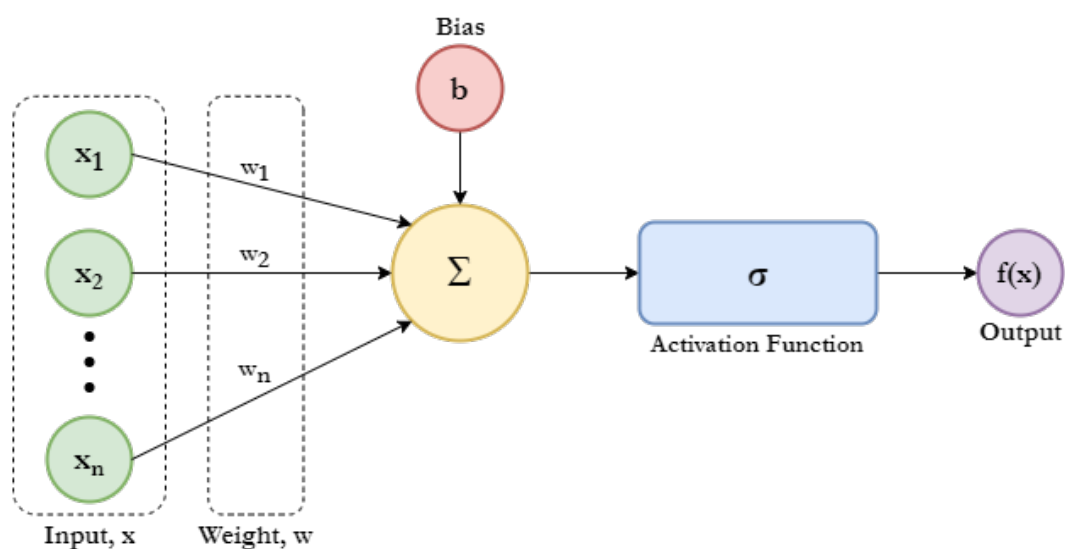 Bias
b
x₁
w₁
x₂
w₂
Σ
σ
f(x)
Activation Function
Output
wₙ
xₙ
Input, x
Weight, w